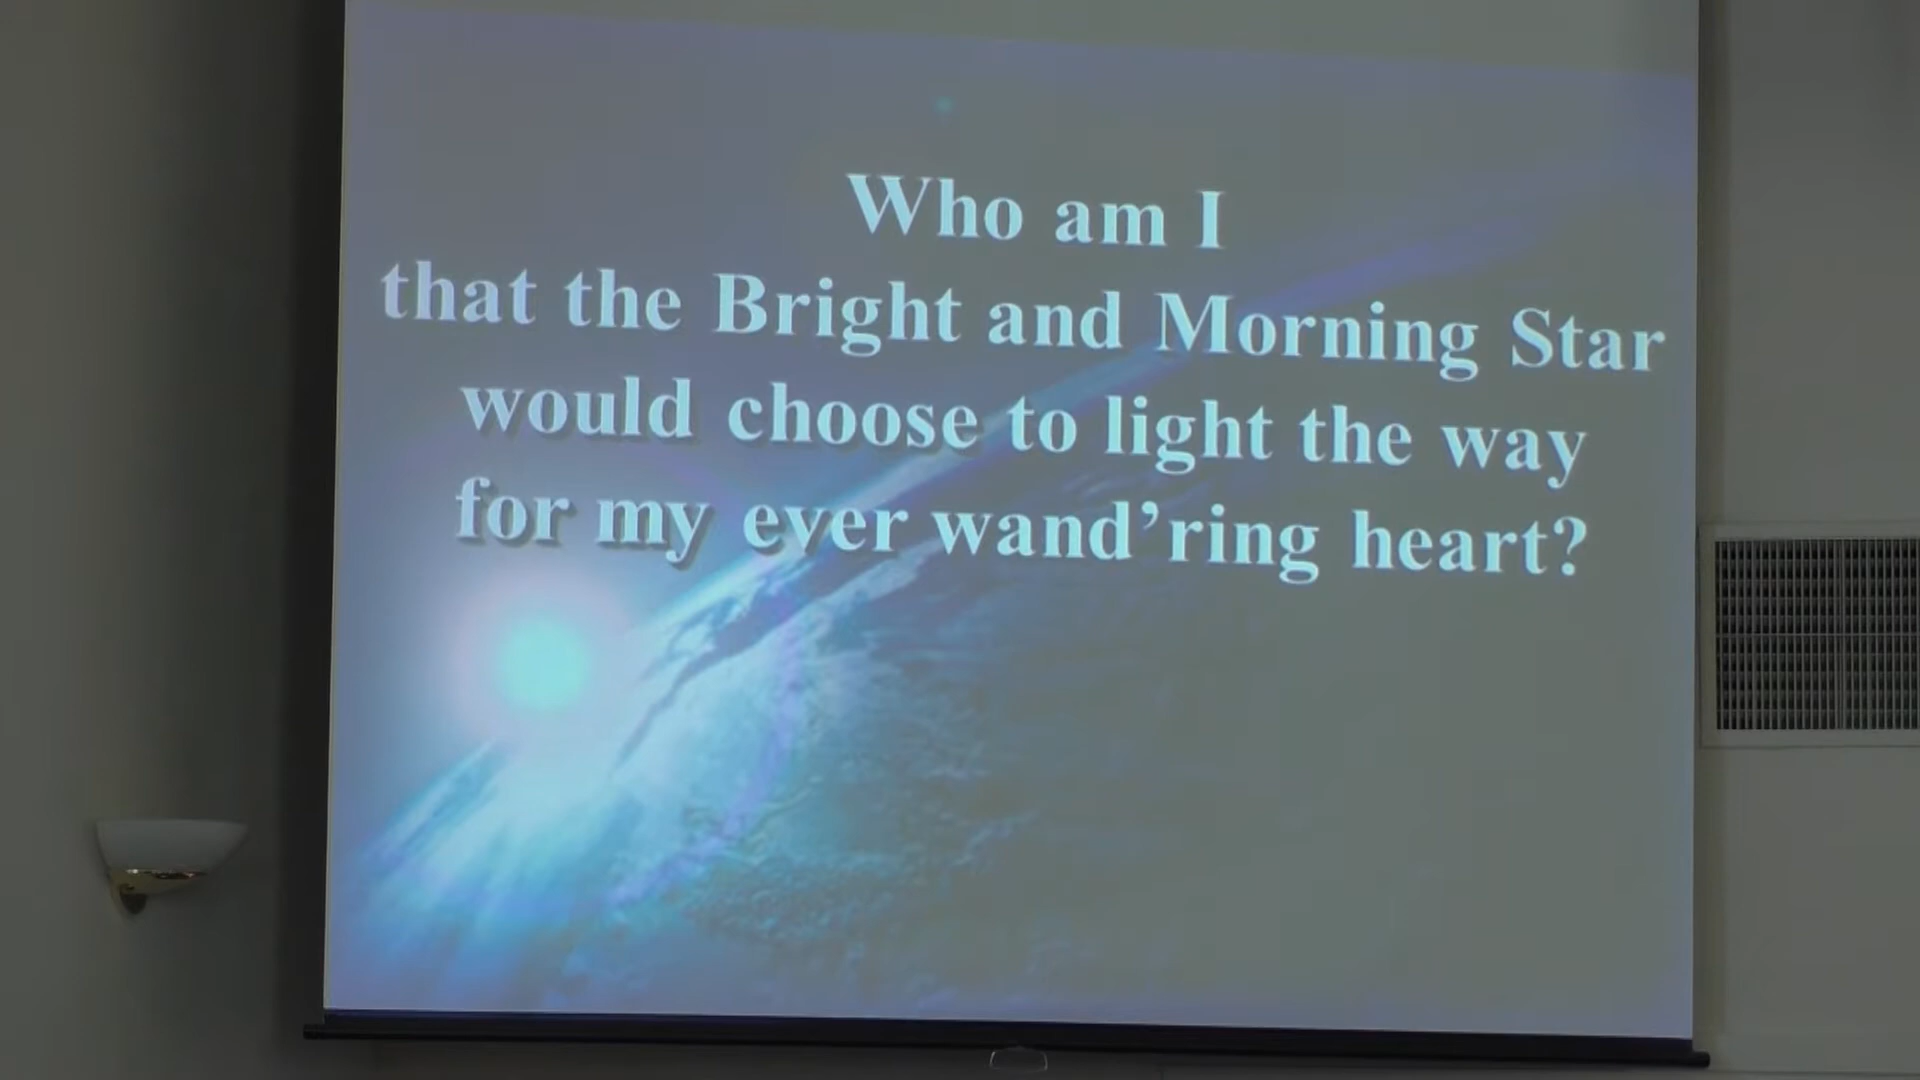 Who am I
that the Bright and Morning Star
would choose to light the way
for my ever wand’ring heart?